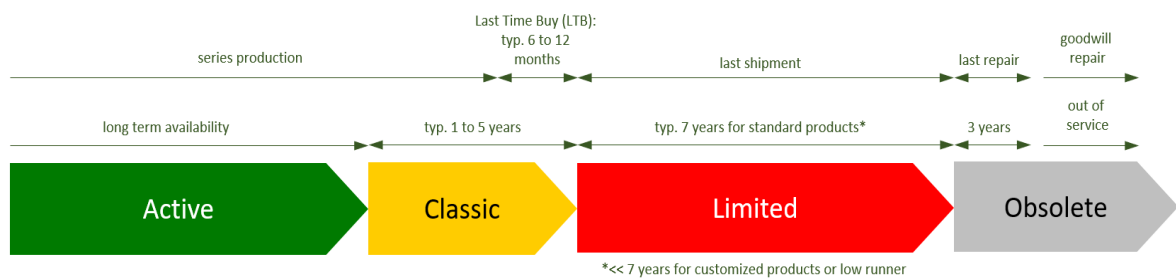 Last Time Buy (LTB):
typ. 6 to 12
months
goodwill
repair
series production
last shipment
last repair
out of
service
long term availability
typ. 1 to 5 years
typ. 7 years for standard products*
3 years
Active
Classic
Limited
Obsolete
*<< 7 years for customized products or low runner